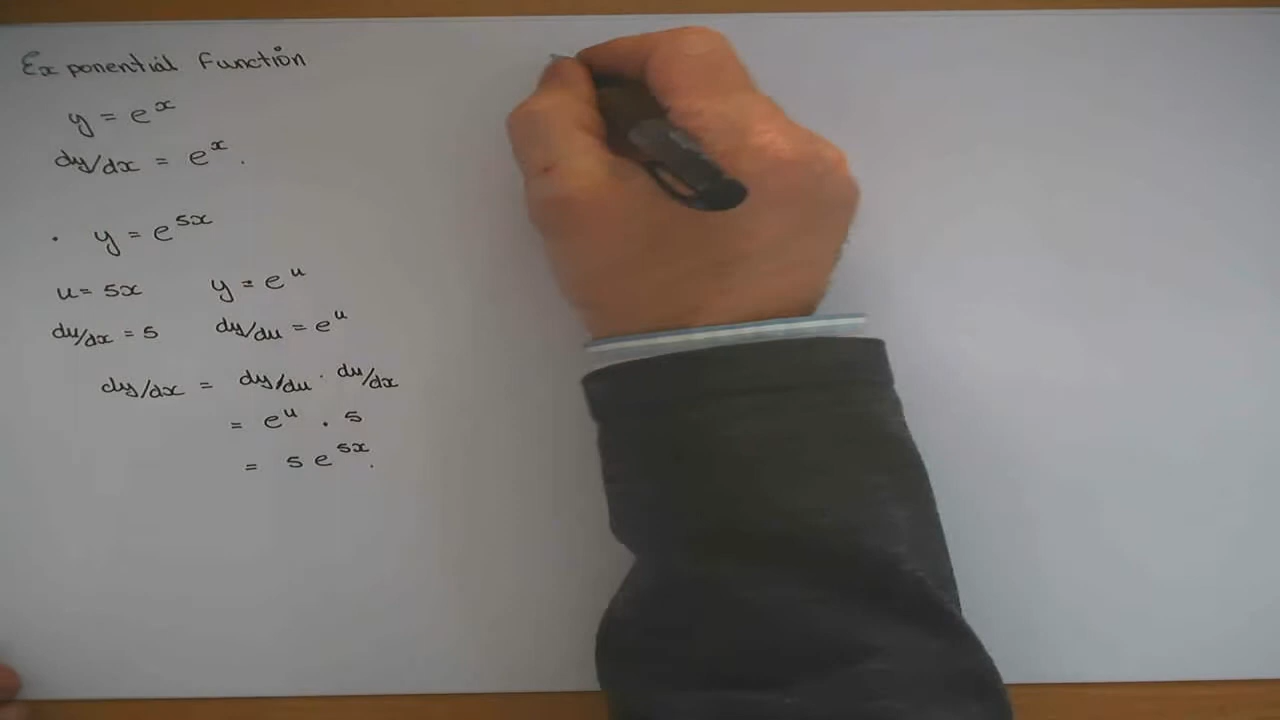 Exponential Function
y = e^x
dy/dx = e^x .
· y = e^5x
u = 5x y = e^u
du/dx = 5 dy/du = e^u
dy/dx = dy/du · du/dx
= e^u . 5
= 5 e^5x .